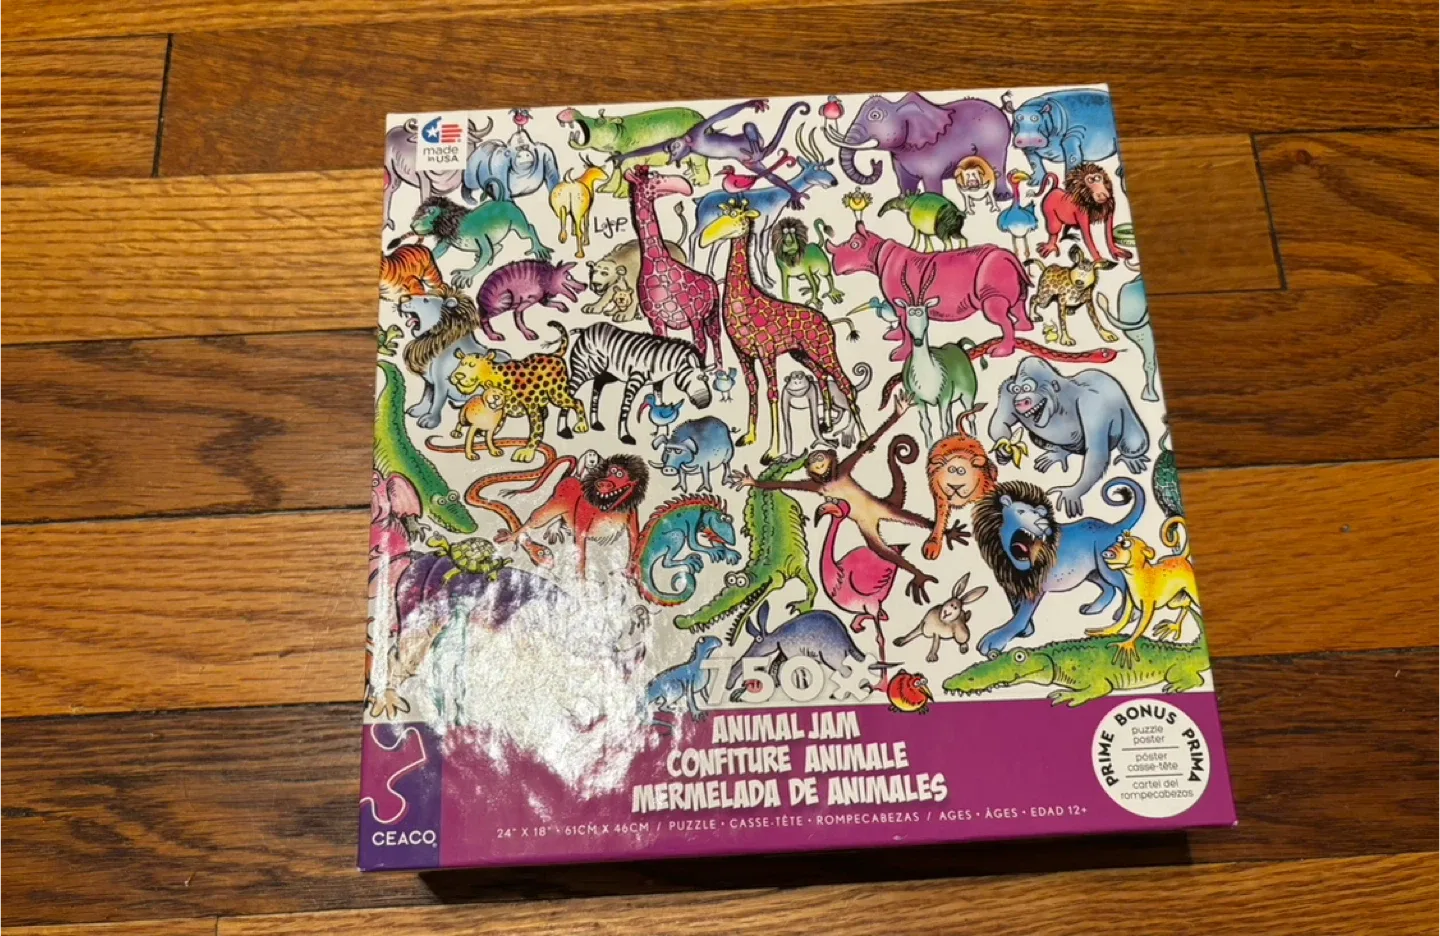 made
in USA
LoJ.P.
750
ANIMAL JAM
CONFITURE ANIMALE
MERMELADA DE ANIMALES
24" X 18" • 61CM X 46CM / PUZZLE • CASSE-TÊTE • ROMPECABEZAS / AGES • ÂGES • EDAD 12+
CEACO
PRIME BONUS PRIMA
puzzle
poster
póster
casse-tête
cartel del
rompecabezas